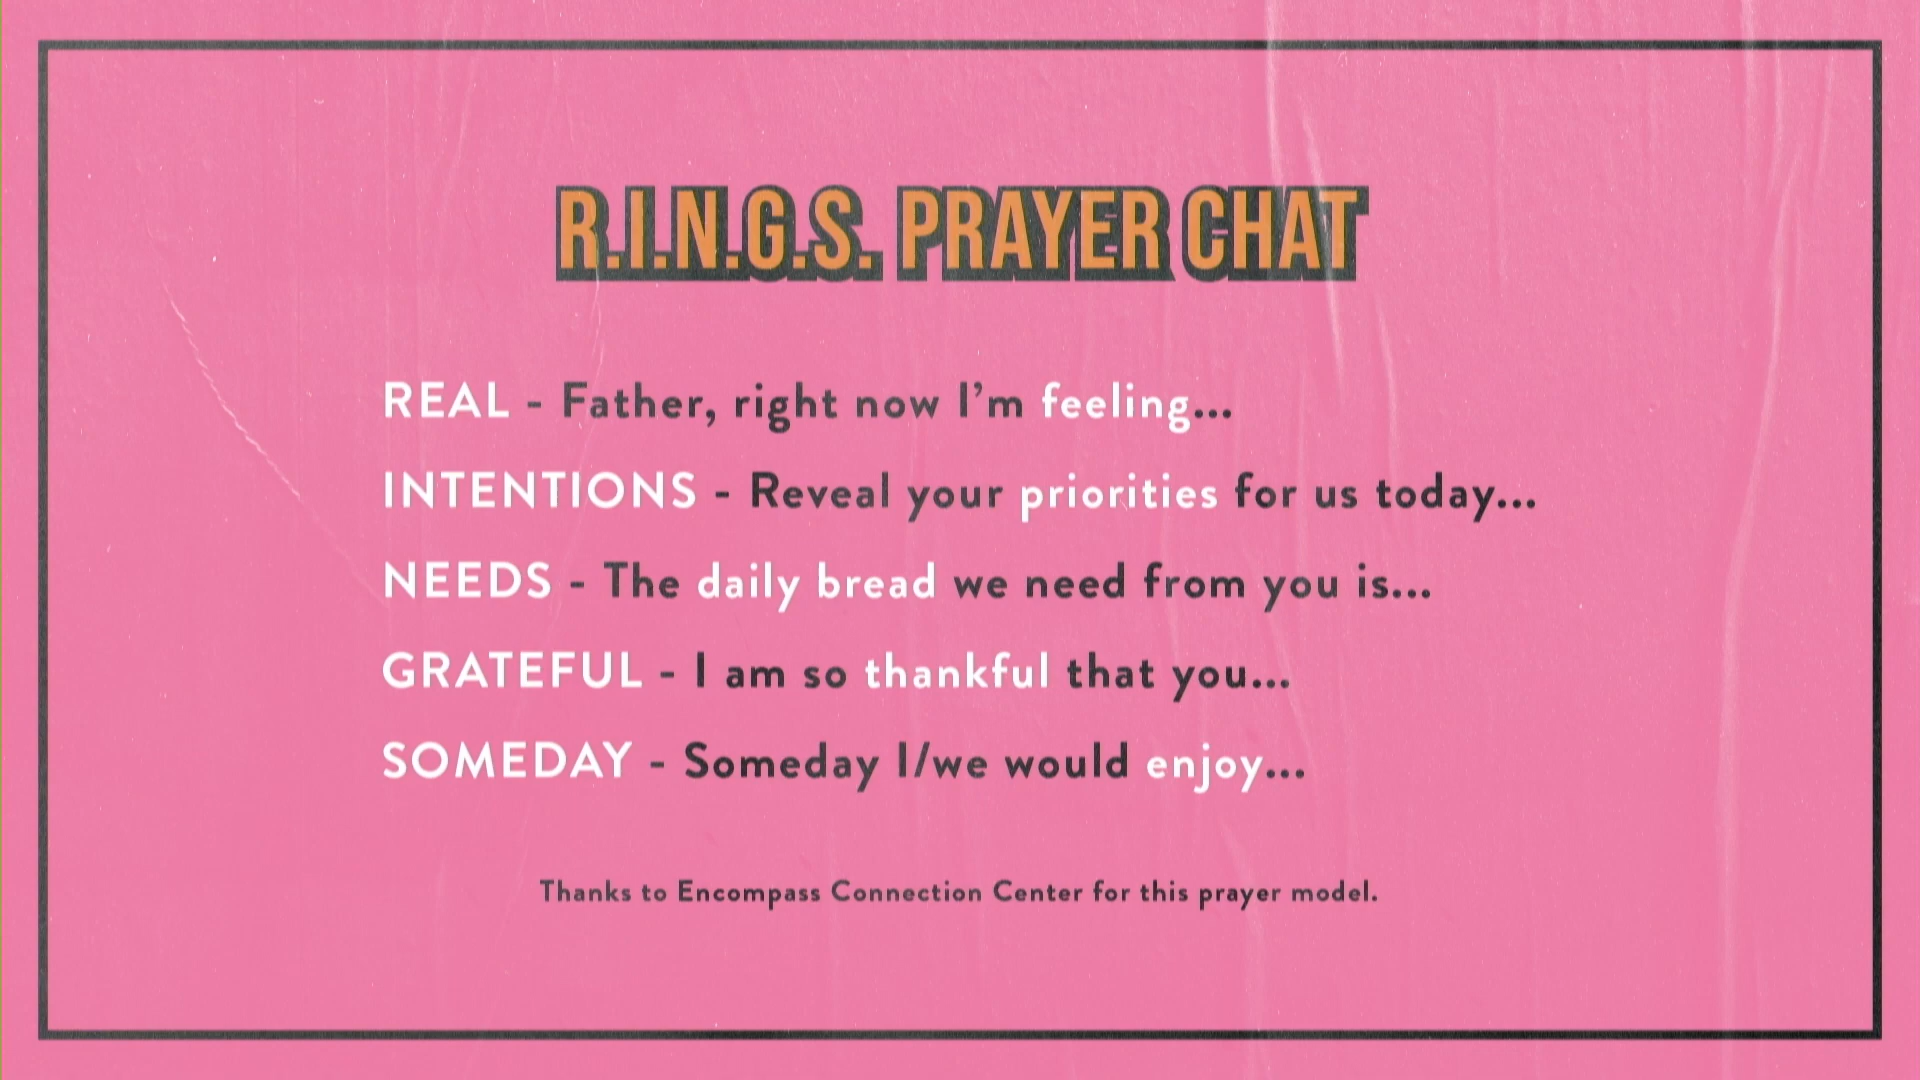 R.I.N.G.S. PRAYER CHAT
REAL - Father, right now I'm feeling...
INTENTIONS - Reveal your priorities for us today...
NEEDS - The daily bread we need from you is...
GRATEFUL - I am so thankful that you...
SOMEDAY - Someday I/we would enjoy...
Thanks to Encompass Connection Center for this prayer model.